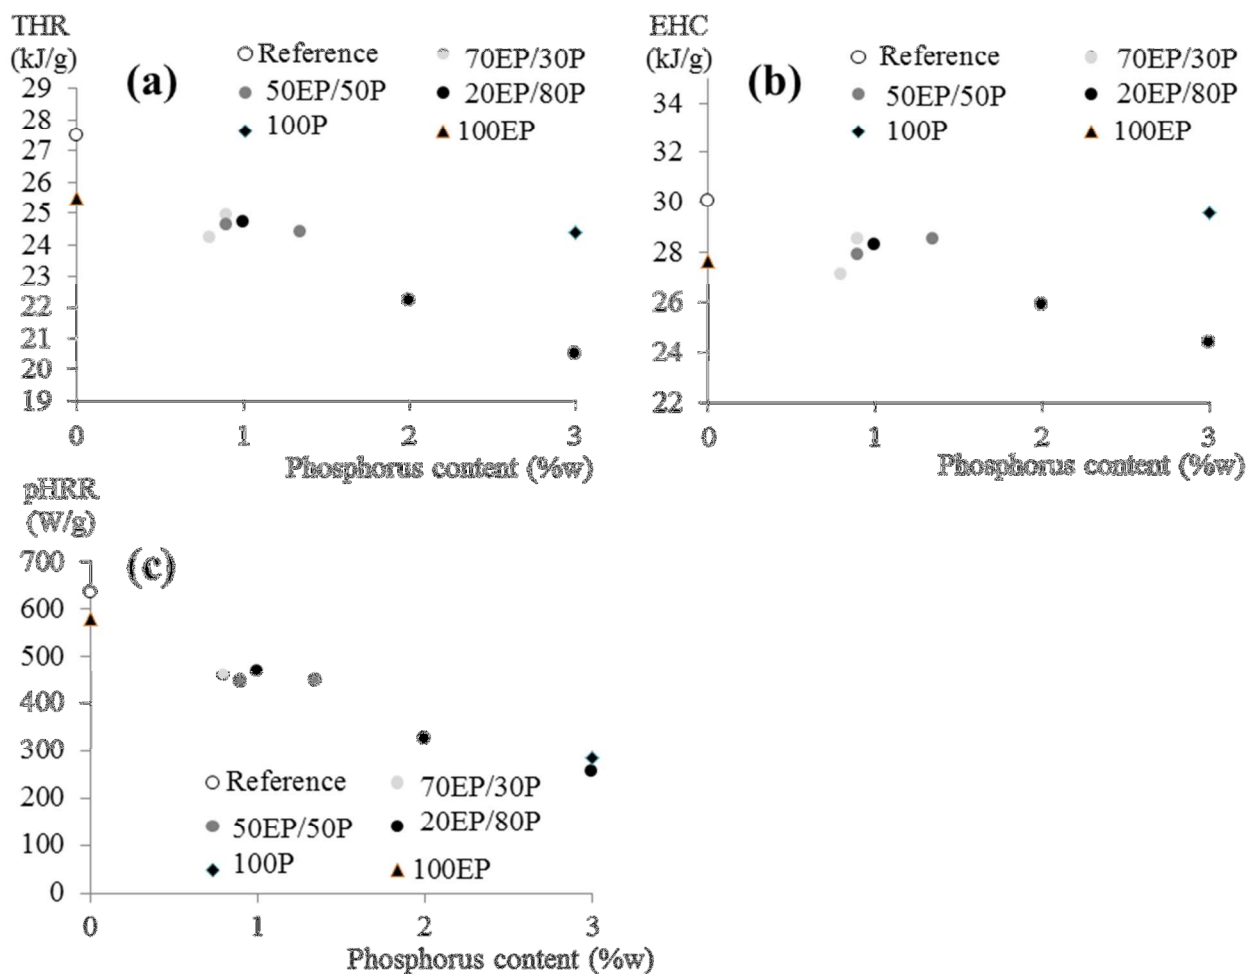 THR
(kJ/g)
(a)
Reference
70EP/30P
50EP/50P
20EP/80P
100P
100EP
29
28
27
26
25
24
23
22
21
20
19
0
1
2
3
Phosphorus content (%w)
EHC
(kJ/g)
(b)
Reference
70EP/30P
50EP/50P
20EP/80P
100P
100EP
34
32
30
28
26
24
22
0
1
2
3
Phosphorus content (%w)
pHRR
(W/g)
(c)
700
600
500
400
300
200
100
0
Reference
70EP/30P
50EP/50P
20EP/80P
100P
100EP
0
1
2
3
Phosphorus content (%w)